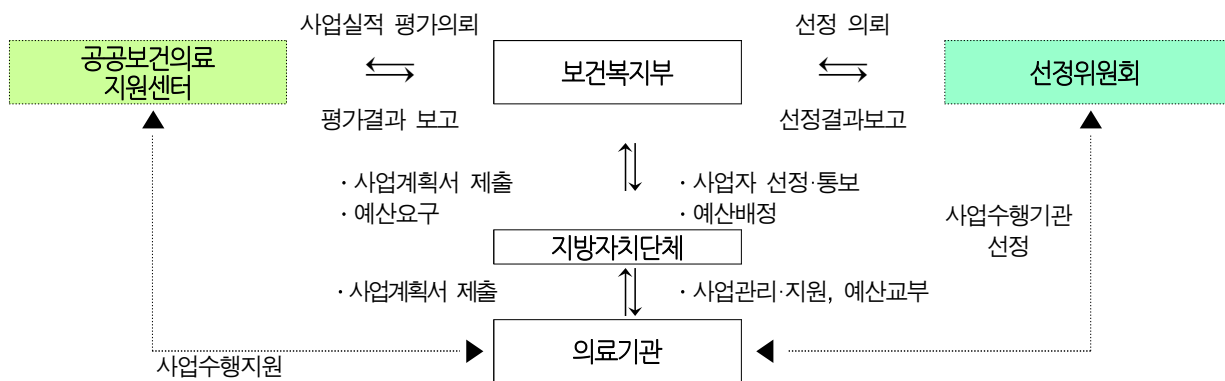 사업실적 평가의뢰
선정 의뢰
공공보건의료
지원센터
보건복지부
선정위원회
평가결과 보고
선정결과보고
· 사업계획서 제출
· 예산요구
· 사업자 선정·통보
· 예산배정
사업수행기관
선정
지방자치단체
· 사업계획서 제출
· 사업관리·지원, 예산교부
의료기관
사업수행지원